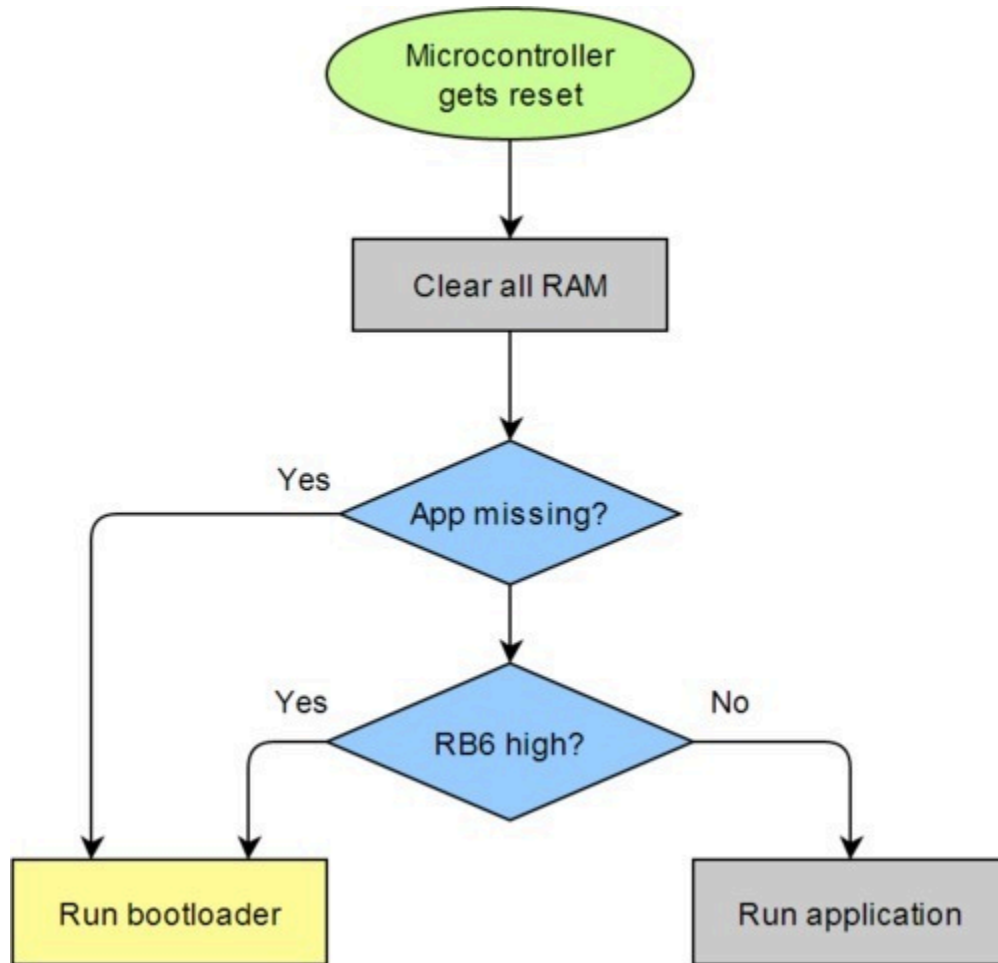 Microcontroller
gets reset
Clear all RAM
Yes
App missing?
Yes
No
RB6 high?
Run bootloader
Run application